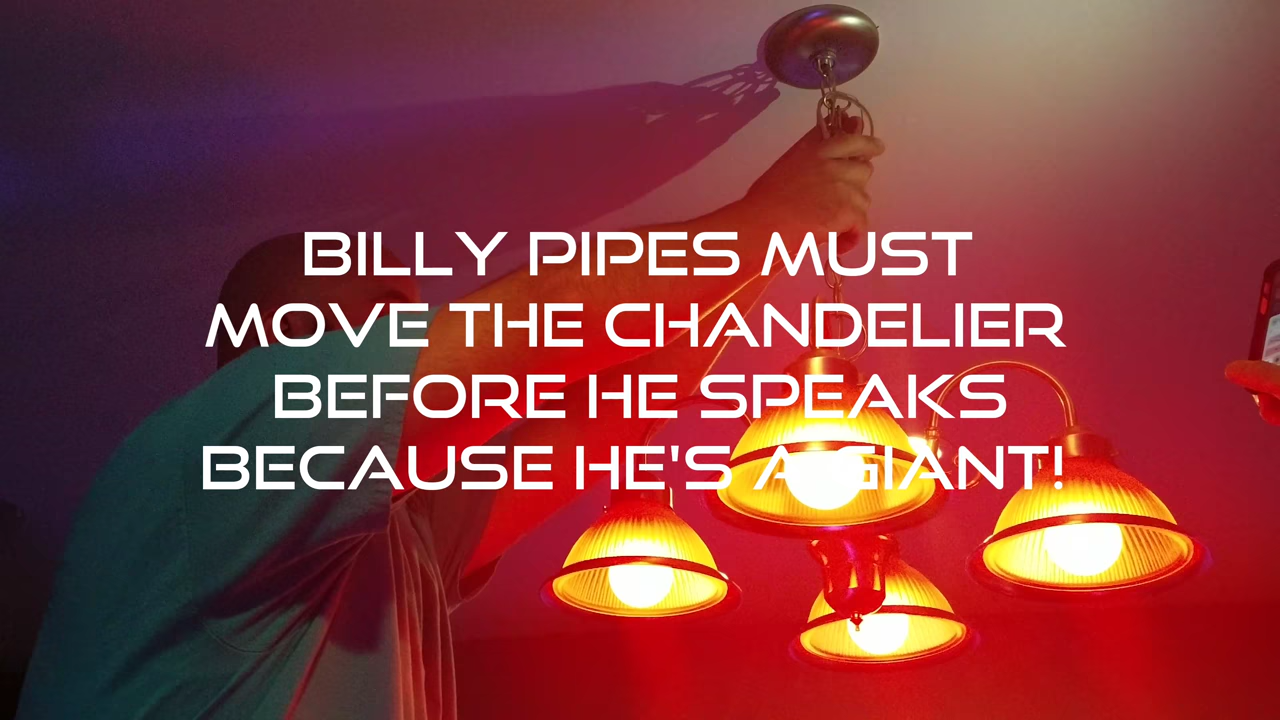 BILLY PIPES MUST
MOVE THE CHANDELIER
BEFORE HE SPEAKS
BECAUSE HE'S A GIANT!